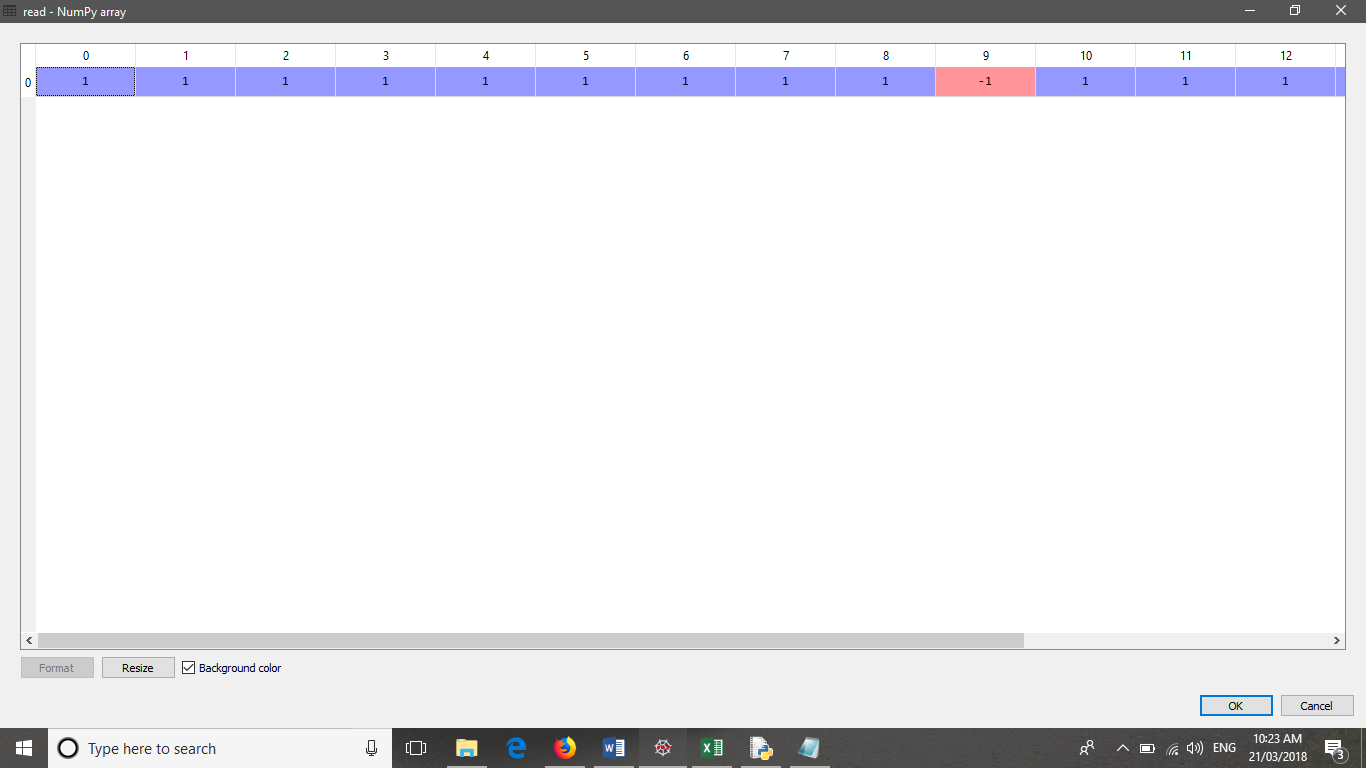 read - NumPy array
0 1 2 3 4 5 6 7 8 9 10 11 12
0 1 1 1 1 1 1 1 1 1 -1 1 1 1
Format Resize Background color
OK Cancel
Type here to search
ENG
10:23 AM
21/03/2018
3